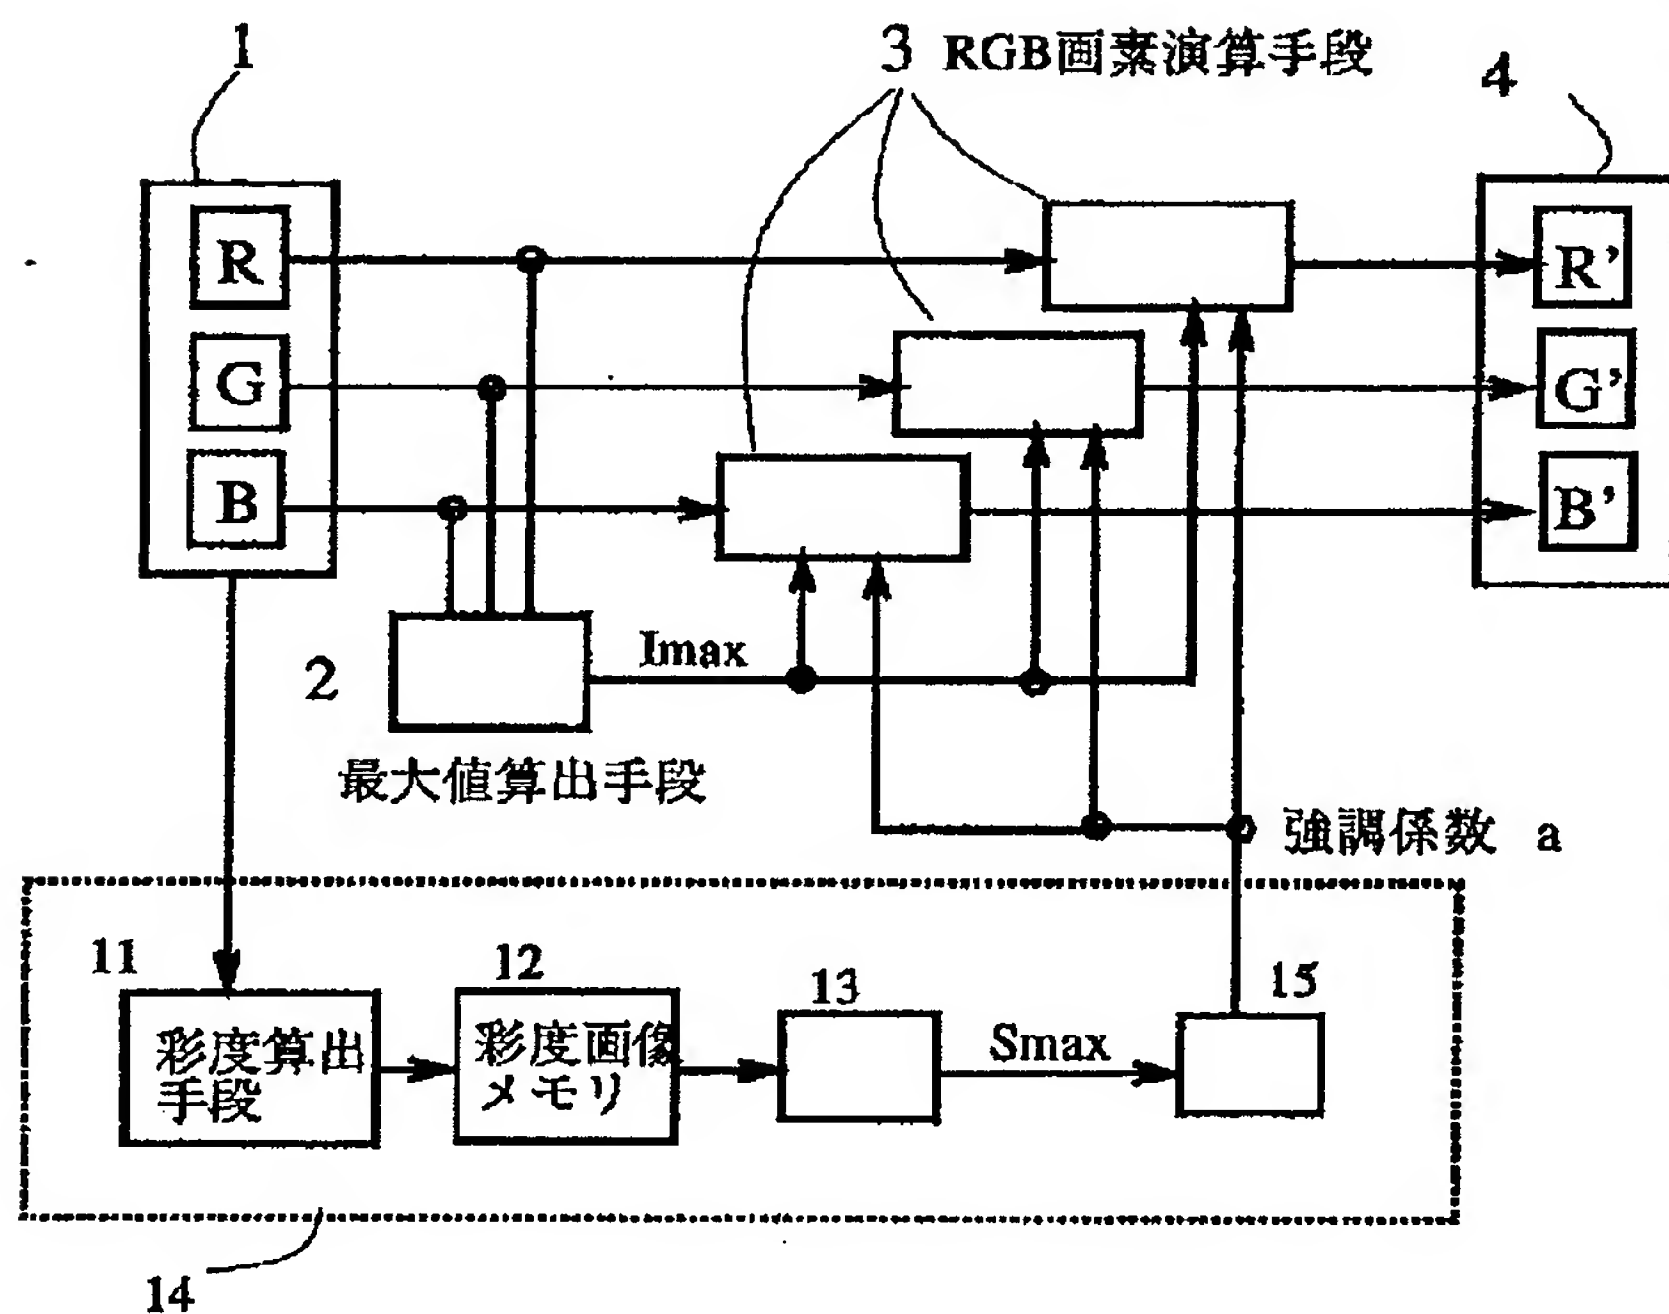 1
3 RGB画素演算手段
4
R
G
B
R'
G'
B'
2
Imax
最大値算出手段
強調係数 a
11
12
13
15
彩度算出
手段
彩度画像
メモリ
Smax
14